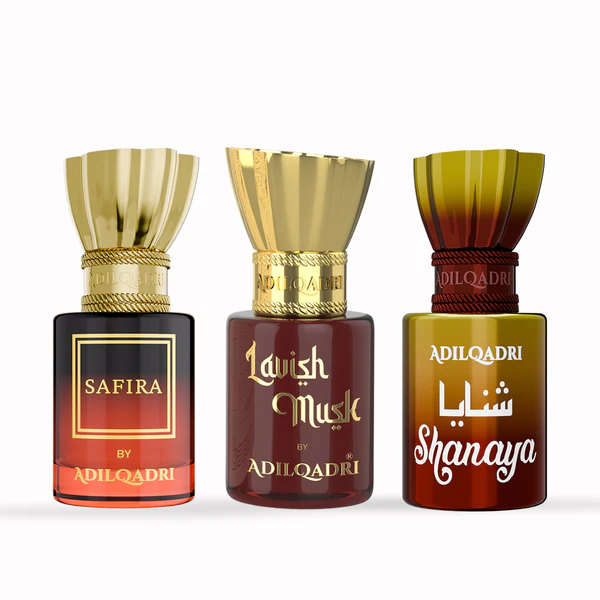 ADILQADRI
SAFIRA
BY
ADILQADRI
ADILQADRI
Lavish
Musk
BY
ADILQADRI®
ADILQADRI
ADILQADRI
شنايا
Shanaya